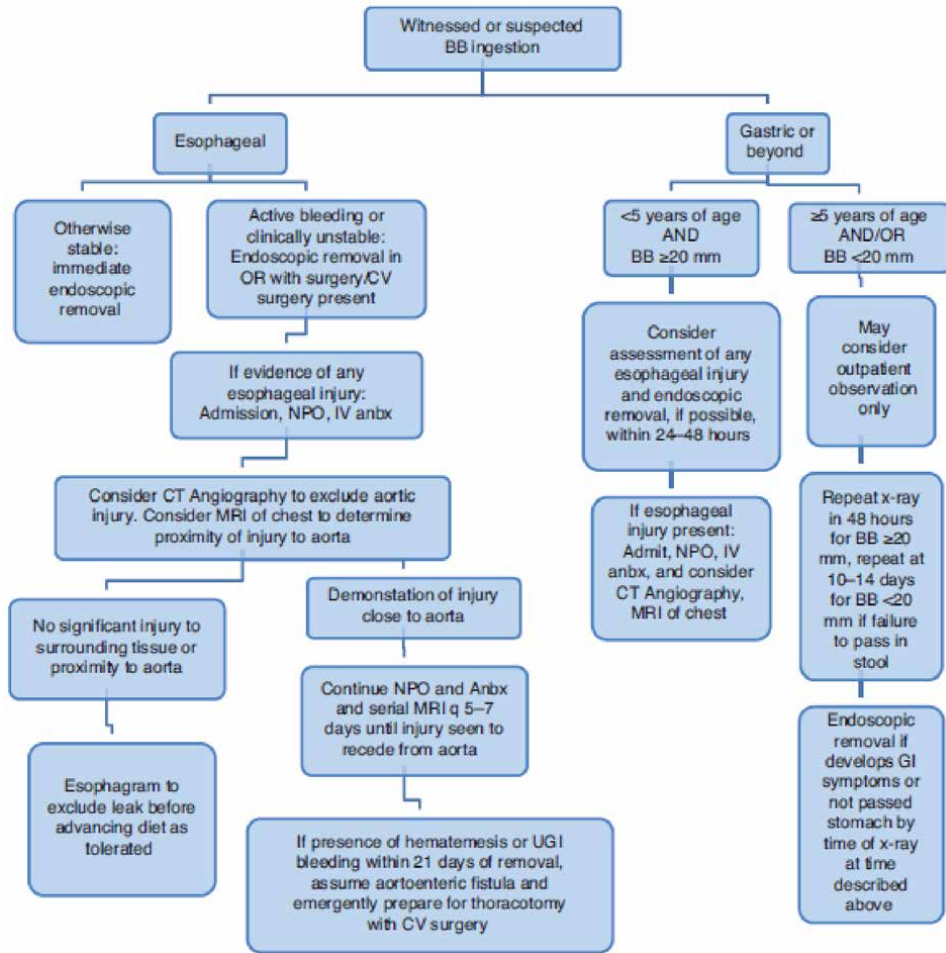 Witnessed or suspected
BB ingestion
Esophageal
Gastric or
beyond
Otherwise
stable:
immediate
endoscopic
removal
Active bleeding or
clinically unstable:
Endoscopic removal in
OR with surgery/CV
surgery present
<5 years of age
AND
BB ≥20 mm
≥5 years of age
AND/OR
BB <20 mm
If evidence of any
esophageal injury:
Admission, NPO, IV anbx
Consider
assessment of any
esophageal injury
and endoscopic
removal, if possible,
within 24–48 hours
May
consider
outpatient
observation
only
Consider CT Angiography to exclude aortic
injury. Consider MRI of chest to determine
proximity of injury to aorta
If esophageal
injury present:
Admit, NPO, IV
anbx, and consider
CT Angiography,
MRI of chest
Repeat x-ray
in 48 hours
for BB ≥20
mm, repeat at
10–14 days
for BB <20
mm if failure
to pass in
stool
No significant injury to
surrounding tissue or
proximity to aorta
Demonstation of injury
close to aorta
Continue NPO and Anbx
and serial MRI q 5–7
days until injury seen to
recede from aorta
Esophagram to
exclude leak before
advancing diet as
tolerated
If presence of hematemesis or UGI
bleeding within 21 days of removal,
assume aortoenteric fistula and
emergently prepare for thoracotomy
with CV surgery
Endoscopic
removal if
develops GI
symptoms or
not passed
stomach by
time of x-ray
at time
described
above